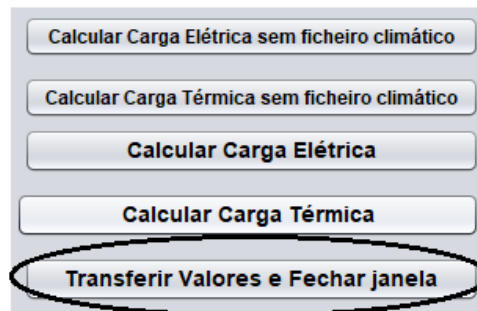 Calcular Carga Elétrica sem ficheiro climático
Calcular Carga Térmica sem ficheiro climático
Calcular Carga Elétrica
Calcular Carga Térmica
Transferir Valores e Fechar janela